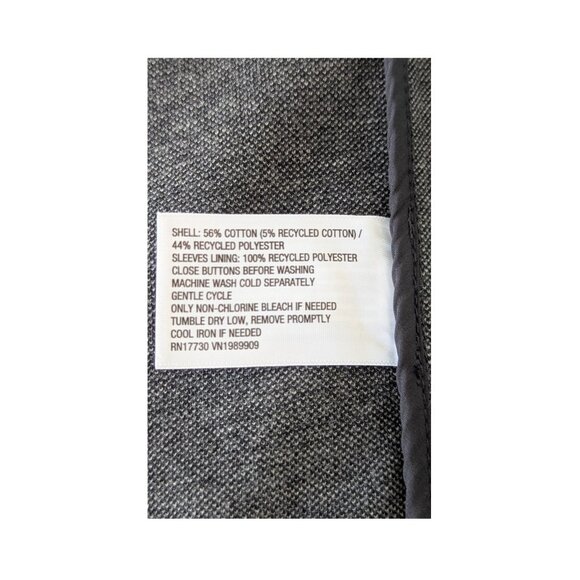 SHELL: 56% COTTON (5% RECYCLED COTTON) /
44% RECYCLED POLYESTER
SLEEVES LINING: 100% RECYCLED POLYESTER
CLOSE BUTTONS BEFORE WASHING
MACHINE WASH COLD SEPARATELY
GENTLE CYCLE
ONLY NON-CHLORINE BLEACH IF NEEDED
TUMBLE DRY LOW, REMOVE PROMPTLY
COOL IRON IF NEEDED
RN17730 VN1989909